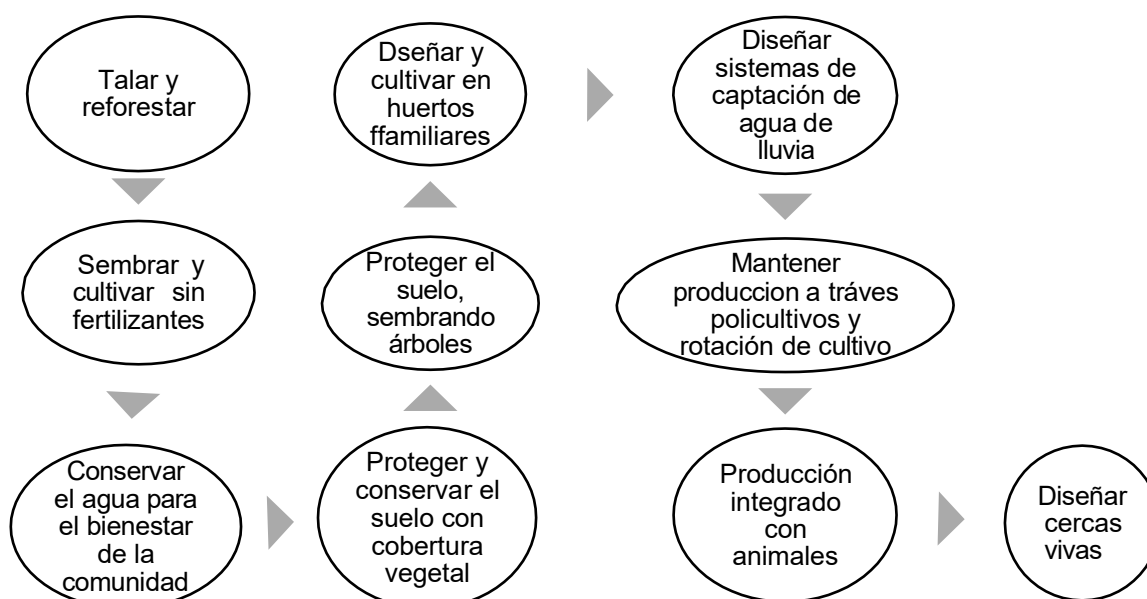 Talar y
reforestar
Sembrar y
cultivar sin
fertilizantes
Conservar
el agua para
el bienestar
de la
comunidad
Proteger y
conservar el
suelo con
cobertura
vegetal
Proteger el
suelo,
sembrando
árboles
Dseñar y
cultivar en
huertos
ffamiliares
Diseñar
sistemas de
captación de
agua de
lluvia
Mantener
produccion a tráves
policultivos y
rotación de cultivo
Producción
integrado
con
animales
Diseñar
cercas
vivas